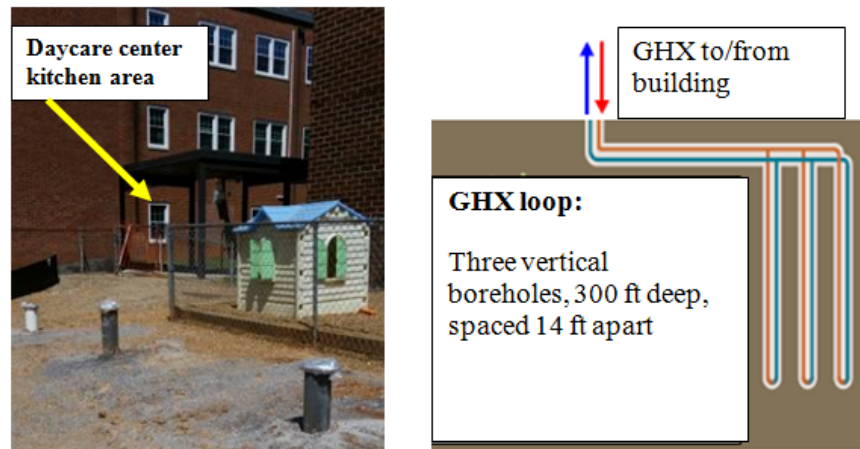 Daycare center
kitchen area
GHX to/from
building
GHX loop:
Three vertical
boreholes, 300 ft deep,
spaced 14 ft apart